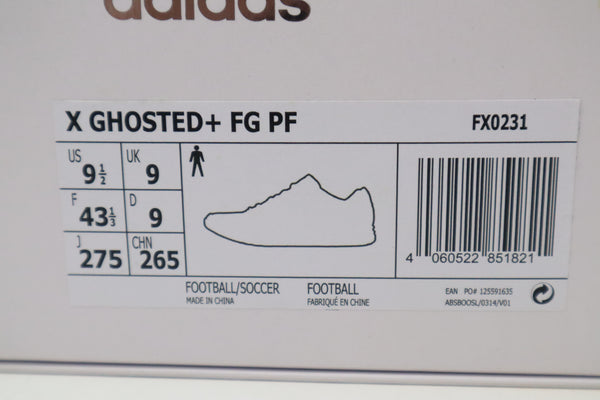 adidas
X GHOSTED+ FG PF FX0231
US 9½ UK 9
F 43⅓ D 9
J 275 CHN 265
4 060522 851821
FOOTBALL/SOCCER FOOTBALL
MADE IN CHINA FABRIQUÉ EN CHINE
EAN PO# 125591635
ABSBOOSL/0314/V01